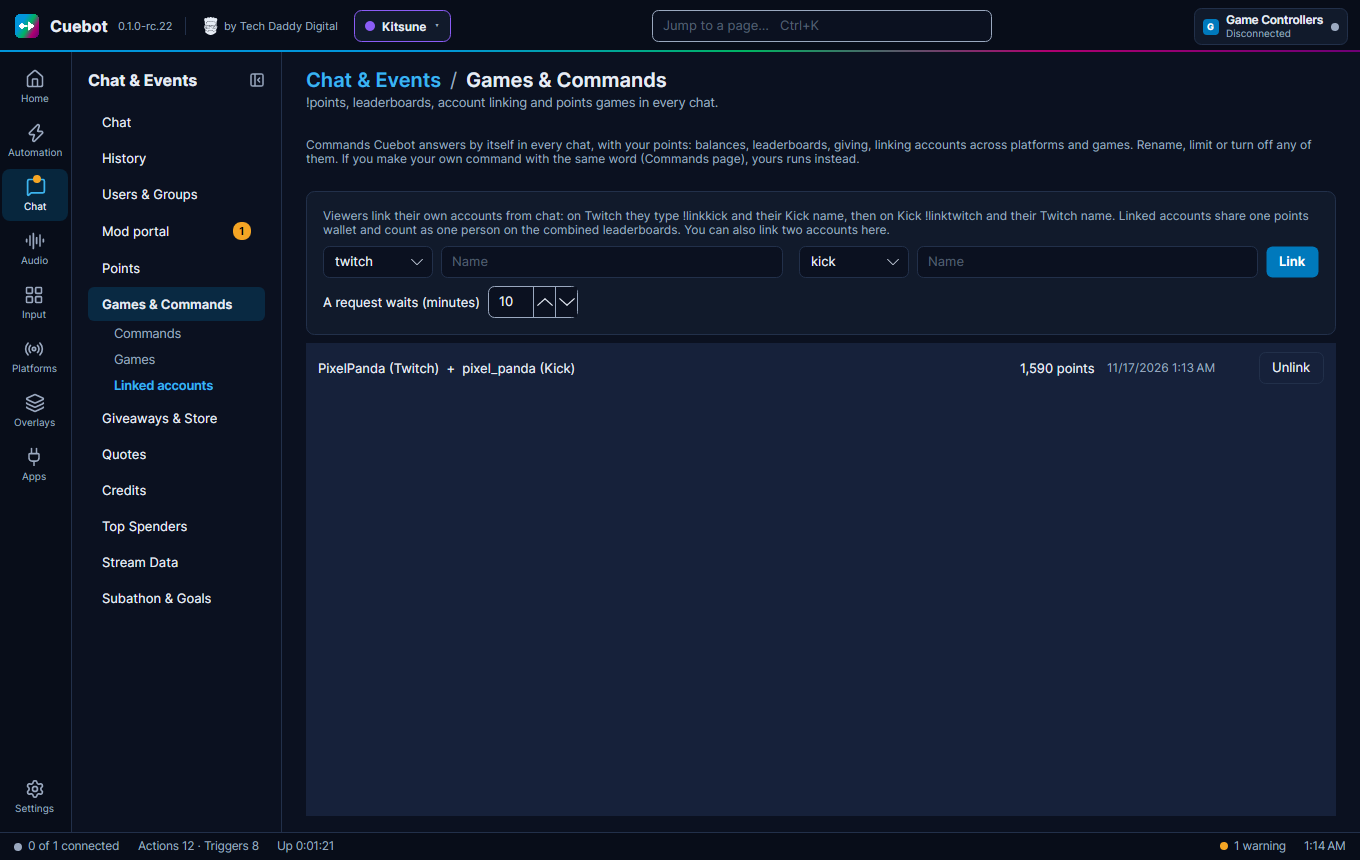 Cuebot 0.1.0-rc.22 by Tech Daddy Digital Kitsune Jump to a page... Ctrl+K G Game Controllers
Disconnected
Home
Automation
Chat
Audio
Input
Platforms
Overlays
Apps
Settings
Chat & Events
Chat
History
Users & Groups
Mod portal 1
Points
Games & Commands
Commands
Games
Linked accounts
Giveaways & Store
Quotes
Credits
Top Spenders
Stream Data
Subathon & Goals
Chat & Events / Games & Commands
!points, leaderboards, account linking and points games in every chat.
Commands Cuebot answers by itself in every chat, with your points: balances, leaderboards, giving, linking accounts across platforms and games. Rename, limit or turn off any of
them. If you make your own command with the same word (Commands page), yours runs instead.
Viewers link their own accounts from chat: on Twitch they type !linkkick and their Kick name, then on Kick !linktwitch and their Twitch name. Linked accounts share one points
wallet and count as one person on the combined leaderboards. You can also link two accounts here.
twitch Name kick Name Link
A request waits (minutes) 10
PixelPanda (Twitch) + pixel_panda (Kick) 1,590 points 11/17/2026 1:13 AM Unlink
0 of 1 connected Actions 12 · Triggers 8 Up 0:01:21 1 warning 1:14 AM